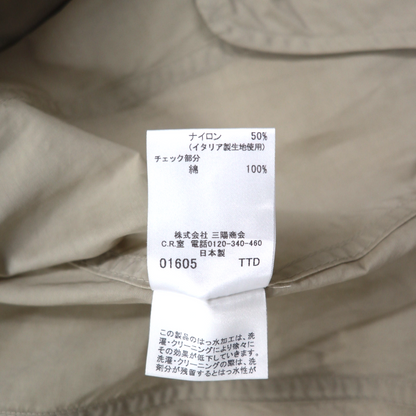 ナイロン 50%
(イタリア製生地使用)
チェック部分
綿 100%
株式会社 三陽商会
C.R.室 電話0120-340-460
日本製
01605 TTD
この製品のはっ水加工は、洗
濯・クリーニングにより徐々に
その効果が低下していきます。
洗濯・クリーニングの際は、洗
剤分が残留するとはっ水性が